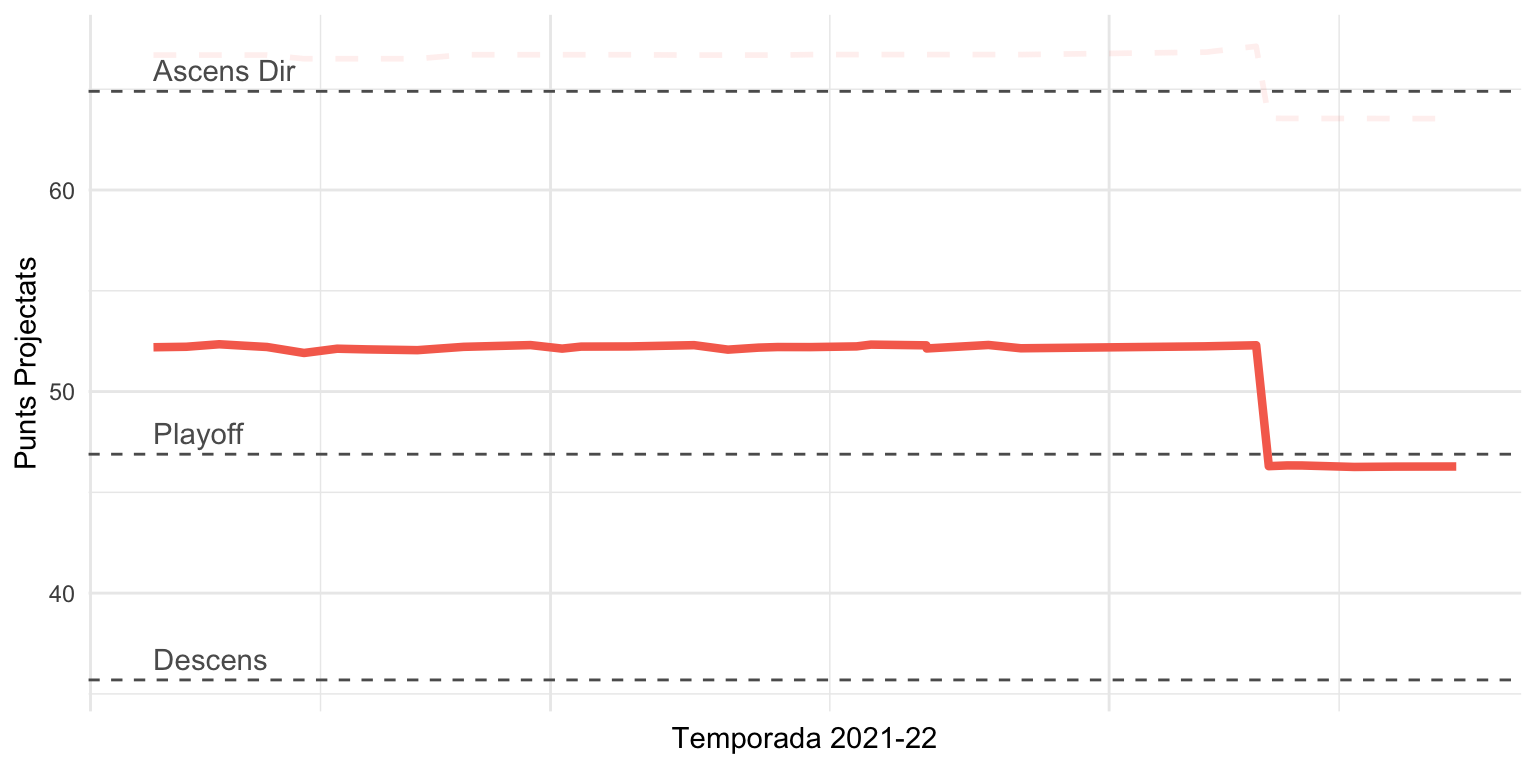 Ascens Dir
60
50
Playoff
40
Descens
Punts Projectats
Temporada 2021-22